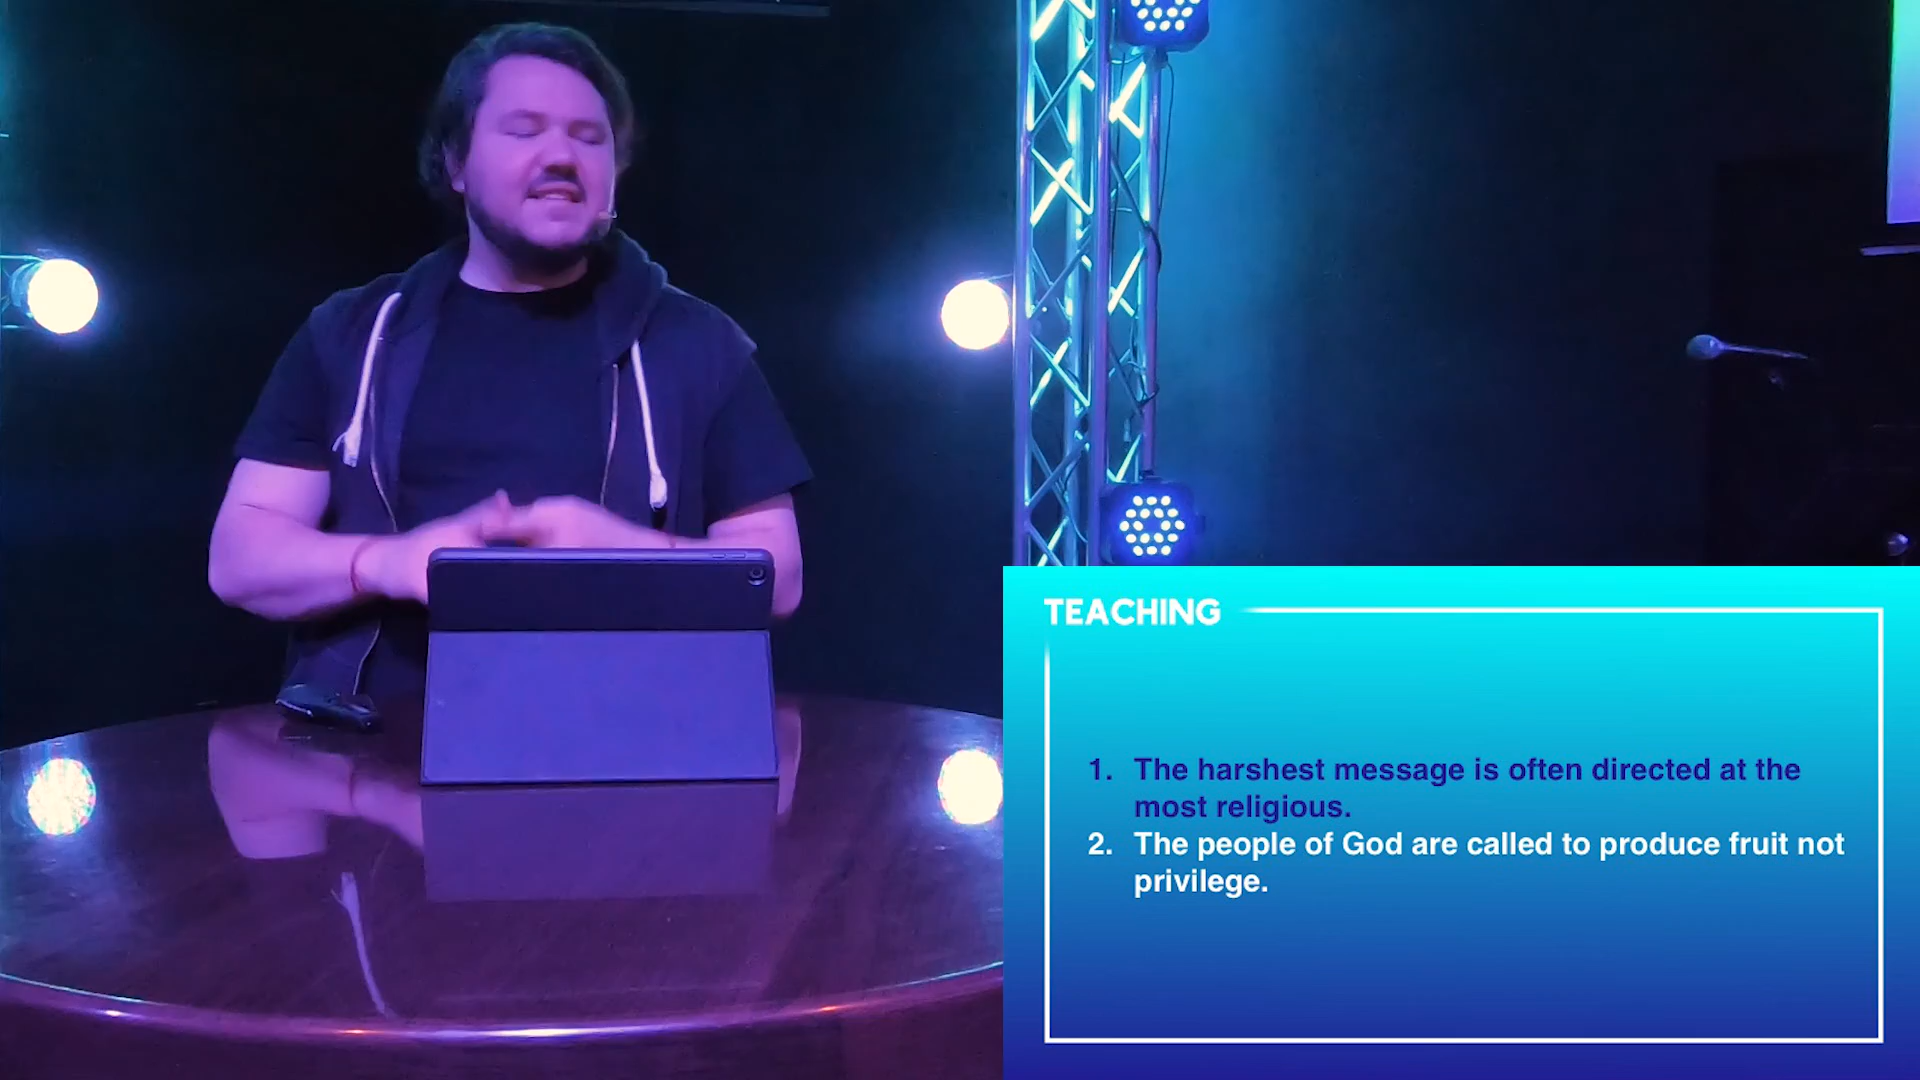 TEACHING
1. The harshest message is often directed at the
most religious.
2. The people of God are called to produce fruit not
privilege.